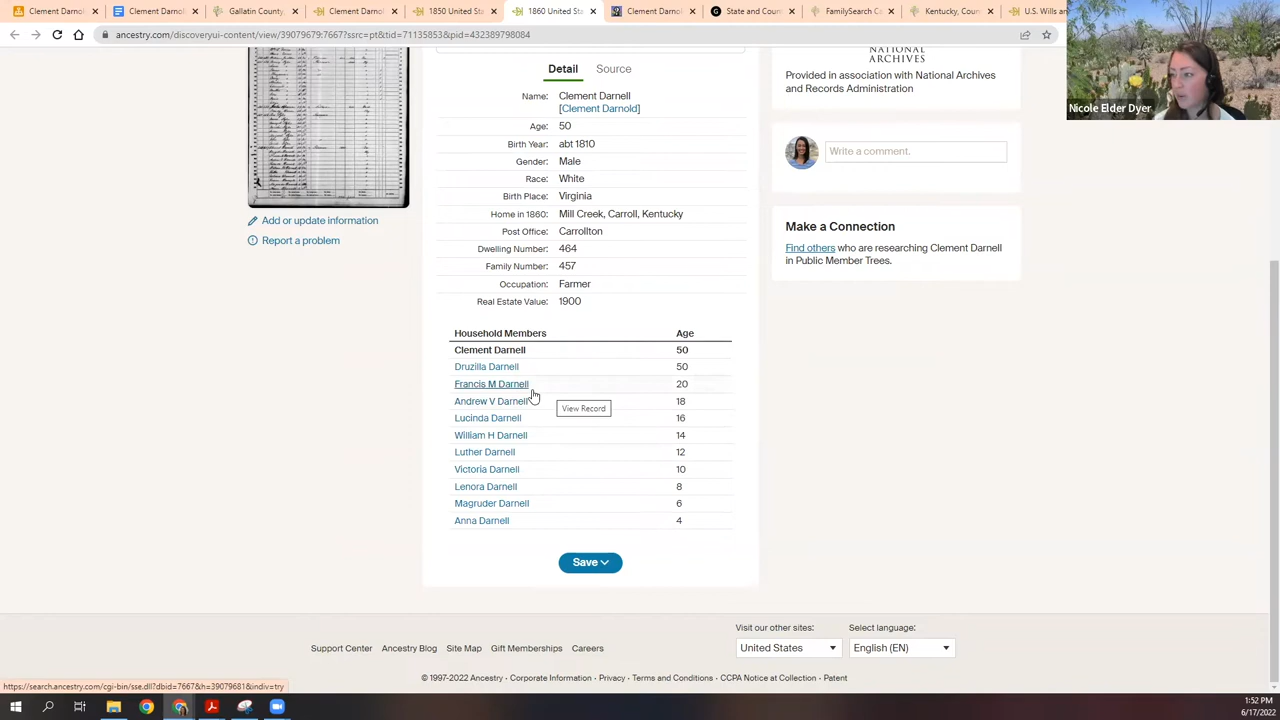 Clement Darnell
Clement Darnell
Gallatin County,
Clement Darnel
1850 United Sta
1860 United Sta
Clement Darnel
State and Coun
FamilySearch Ca
Kentucky, Coun
U.S. Wills and
ancestry.com/discoveryui-content/view/39079679:7667?ssrc=pt&tid=71135853&pid=432398798084
NATIONAL
ARCHIVES
Detail Source
Provided in association with National Archives
and Records Administration
Name: Clement Darnell
[Clement Darnold]
Nicole Elder Dyer
Age: 50
Birth Year: abt 1810
Write a comment.
Gender: Male
Race: White
Birth Place: Virginia
Home in 1860: Mill Creek, Carroll, Kentucky
Add or update information
Make a Connection
Post Office: Carrollton
Report a problem
Find others who are researching Clement Darnell
in Public Member Trees.
Dwelling Number: 464
Family Number: 457
Occupation: Farmer
Real Estate Value: 1900
Household Members Age
Clement Darnell 50
Druzilla Darnell 50
Francis M Darnell 20
Andrew V Darnell 18
View Record
Lucinda Darnell 16
William H Darnell 14
Luther Darnell 12
Victoria Darnell 10
Lenora Darnell 8
Magruder Darnell 6
Anna Darnell 4
Save
Visit our other sites: Select language:
Support Center Ancestry Blog Site Map Gift Memberships Careers United States English (EN)
© 1997-2022 Ancestry · Corporate Information · Privacy · Terms and Conditions · CCPA Notice at Collection · Patent
https://search.ancestry.com/cgi-bin/sse.dll?dbid=7667&h=39079681&indiv=try
1:52 PM
6/17/2022